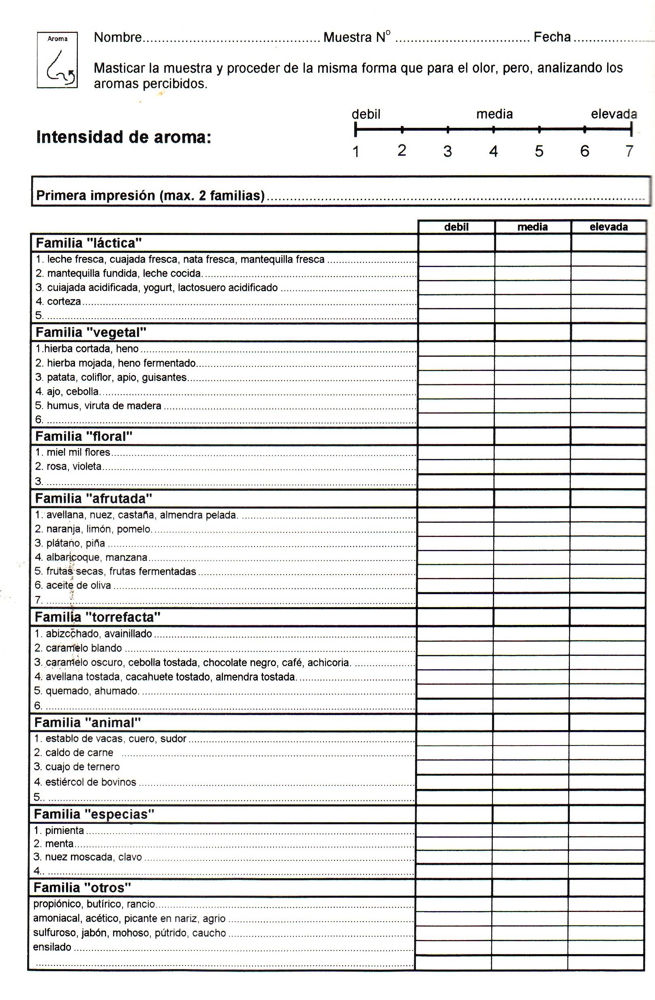 Aroma
Nombre.............................................. Muestra Nº ................................... Fecha.....................
Masticar la muestra y proceder de la misma forma que para el olor, pero, analizando los
aromas percibidos.
debil media elevada
Intensidad de aroma:
1 2 3 4 5 6 7
Primera impresión (max. 2 familias)....................................................................................
debil media elevada
Familia "láctica"
1. leche fresca, cuajada fresca, nata fresca, mantequilla fresca ................................
2. mantequilla fundida, leche cocida................................
3. cuiajada acidificada, yogurt, lactosuero acidificado ................................
4. corteza................................
5. ................................
Familia "vegetal"
1.hierba cortada, heno ................................
2. hierba mojada, heno fermentado................................
3. patata, coliflor, apio, guisantes................................
4. ajo, cebolla................................
5. humus, viruta de madera ................................
6. ................................
Familia "floral"
1. miel mil flores................................
2. rosa, violeta................................
3. ................................
Familia "afrutada"
1. avellana, nuez, castaña, almendra pelada. ................................
2. naranja, limón, pomelo................................
3. plátano, piña ................................
4. albaricoque, manzana................................
5. frutas secas, frutas fermentadas ................................
6. aceite de oliva ................................
7. ................................
Familia "torrefacta"
1. abizcchado, avainillado ................................
2. caramelo blando ................................
3. caramelo oscuro, cebolla tostada, chocolate negro, café, achicoria. ................................
4. avellana tostada, cacahuete tostado, almendra tostada. ................................
5. quemado, ahumado. ................................
6. ................................
Familia "animal"
1. establo de vacas, cuero, sudor ................................
2. caldo de carne ................................
3. cuajo de ternero
4. estiércol de bovinos ................................
5.. ................................
Familia "especias"
1. pimienta ................................
2. menta................................
3. nuez moscada, clavo ................................
4.. ................................
Familia "otros"
propiónico, butírico, rancio................................
amoniacal, acético, picante en nariz, agrio ................................
sulfuroso, jabón, mohoso, pútrido, caucho ................................
ensilado ................................
................................